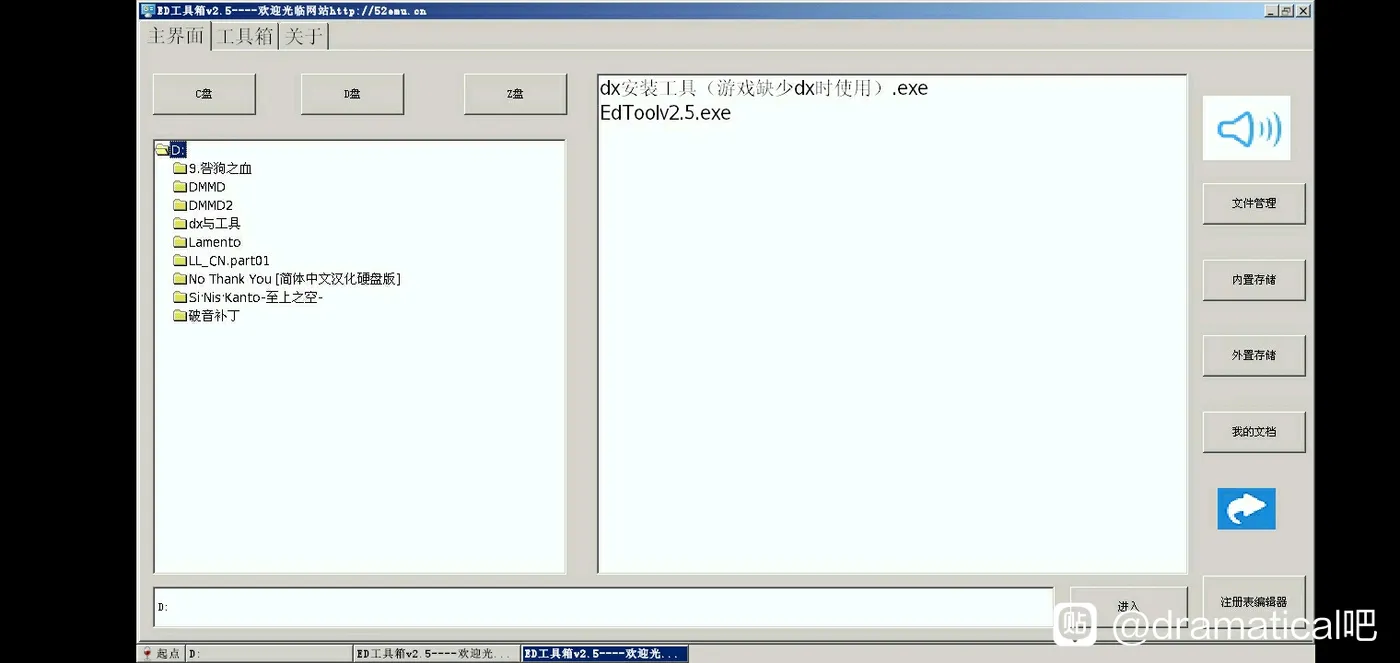 ED工具箱v2.5----欢迎光临网站http://52emu.cn
主界面 工具箱 关于
C盘 D盘 Z盘
D:
9.咎狗之血
DMMD
DMMD2
dx与工具
Lamento
LL_CN.part01
No Thank You [简体中文汉化硬盘版]
Si·Nis·Kanto-至上之空-
破音补丁
dx安装工具（游戏缺少dx时使用）.exe
EdToolv2.5.exe
文件管理
内置存储
外置存储
我的文档
D:
进入
注册表编辑器
贴 @dramatical吧
起点 D: ED工具箱v2.5----欢迎光... ED工具箱v2.5----欢迎光...